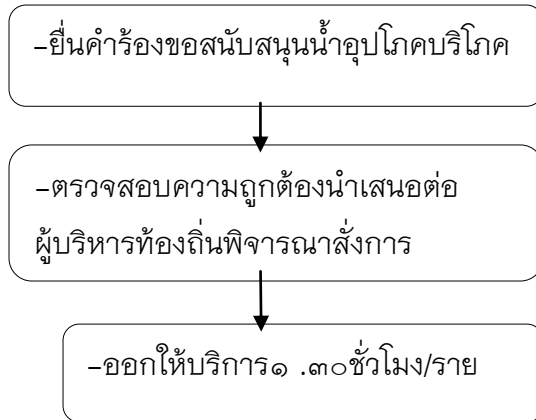 -ยื่นคำร้องขอสนับสนุนน้ำอุปโภคบริโภค
-ตรวจสอบความถูกต้องนำเสนอต่อ
ผู้บริหารท้องถิ่นพิจารณาสั่งการ
-ออกให้บริการ๑ .๓๐ชั่วโมง/ราย